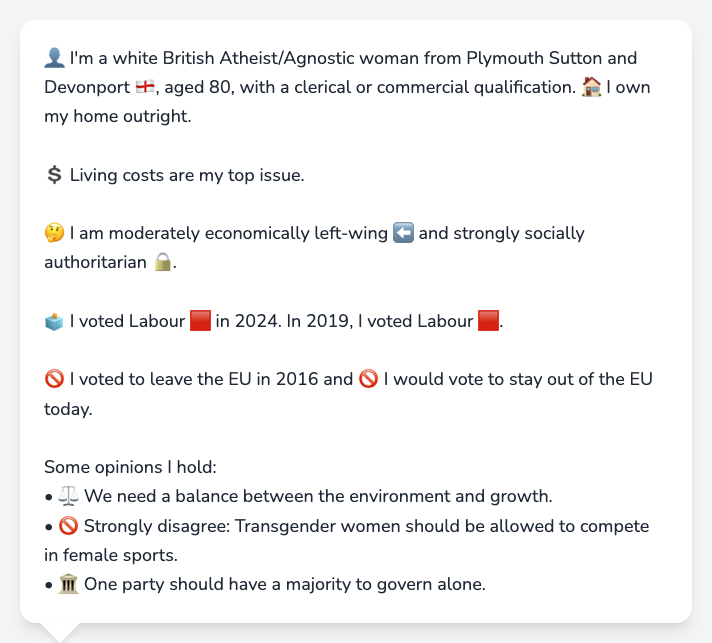 👤 I'm a white British Atheist/Agnostic woman from Plymouth Sutton and
Devonport 🏴󠁧󠁢󠁥󠁮󠁧󠁿, aged 80, with a clerical or commercial qualification. 🏠 I own
my home outright.
💲 Living costs are my top issue.
🤔 I am moderately economically left-wing ⬅️ and strongly socially
authoritarian 🔒.
🗳️ I voted Labour 🟥 in 2024. In 2019, I voted Labour 🟥.
🚫 I voted to leave the EU in 2016 and 🚫 I would vote to stay out of the EU
today.
Some opinions I hold:
• ⚖️ We need a balance between the environment and growth.
• 🚫 Strongly disagree: Transgender women should be allowed to compete
in female sports.
• 🏛️ One party should have a majority to govern alone.